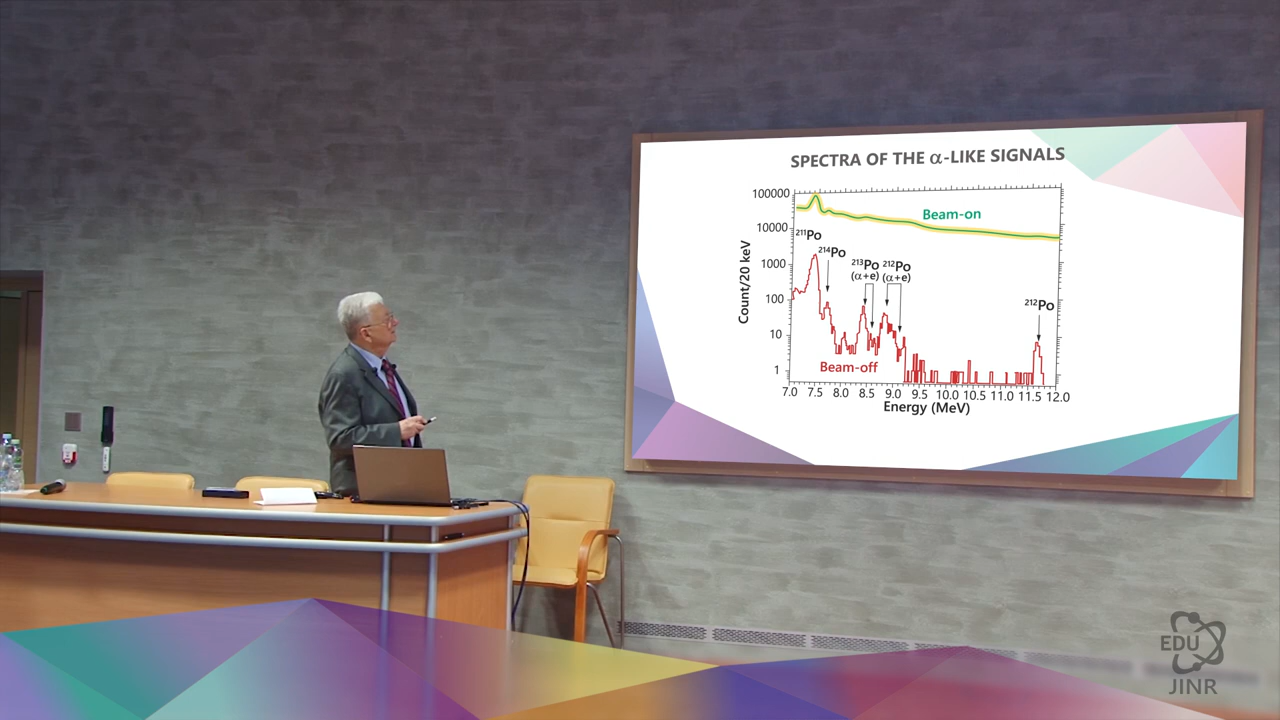 SPECTRA OF THE α-LIKE SIGNALS
100000
10000
1000
100
10
1
Count/20 keV
Beam-on
²¹¹Po
²¹⁴Po
²¹³Po
(α+e)
²¹²Po
(α+e)
²¹²Po
Beam-off
7.0 7.5 8.0 8.5 9.0 9.5 10.0 10.5 11.0 11.5 12.0
Energy (MeV)
EDU
JINR